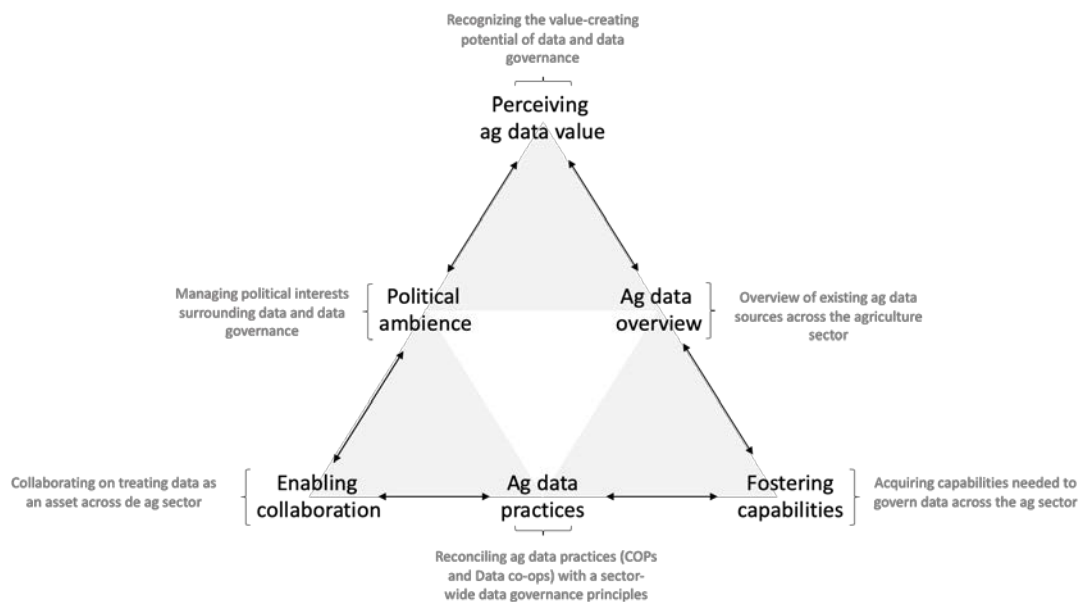 Recognizing the value-creating
potential of data and data
governance
Perceiving
ag data value
Managing political interests
surrounding data and data
governance
Political
ambience
Ag data
overview
Overview of existing ag data
sources across the agriculture
sector
Collaborating on treating data as
an asset across de ag sector
Enabling
collaboration
Ag data
practices
Fostering
capabilities
Acquiring capabilities needed to
govern data across the ag sector
Reconciling ag data practices (COPs
and Data co-ops) with a sector-
wide data governance principles